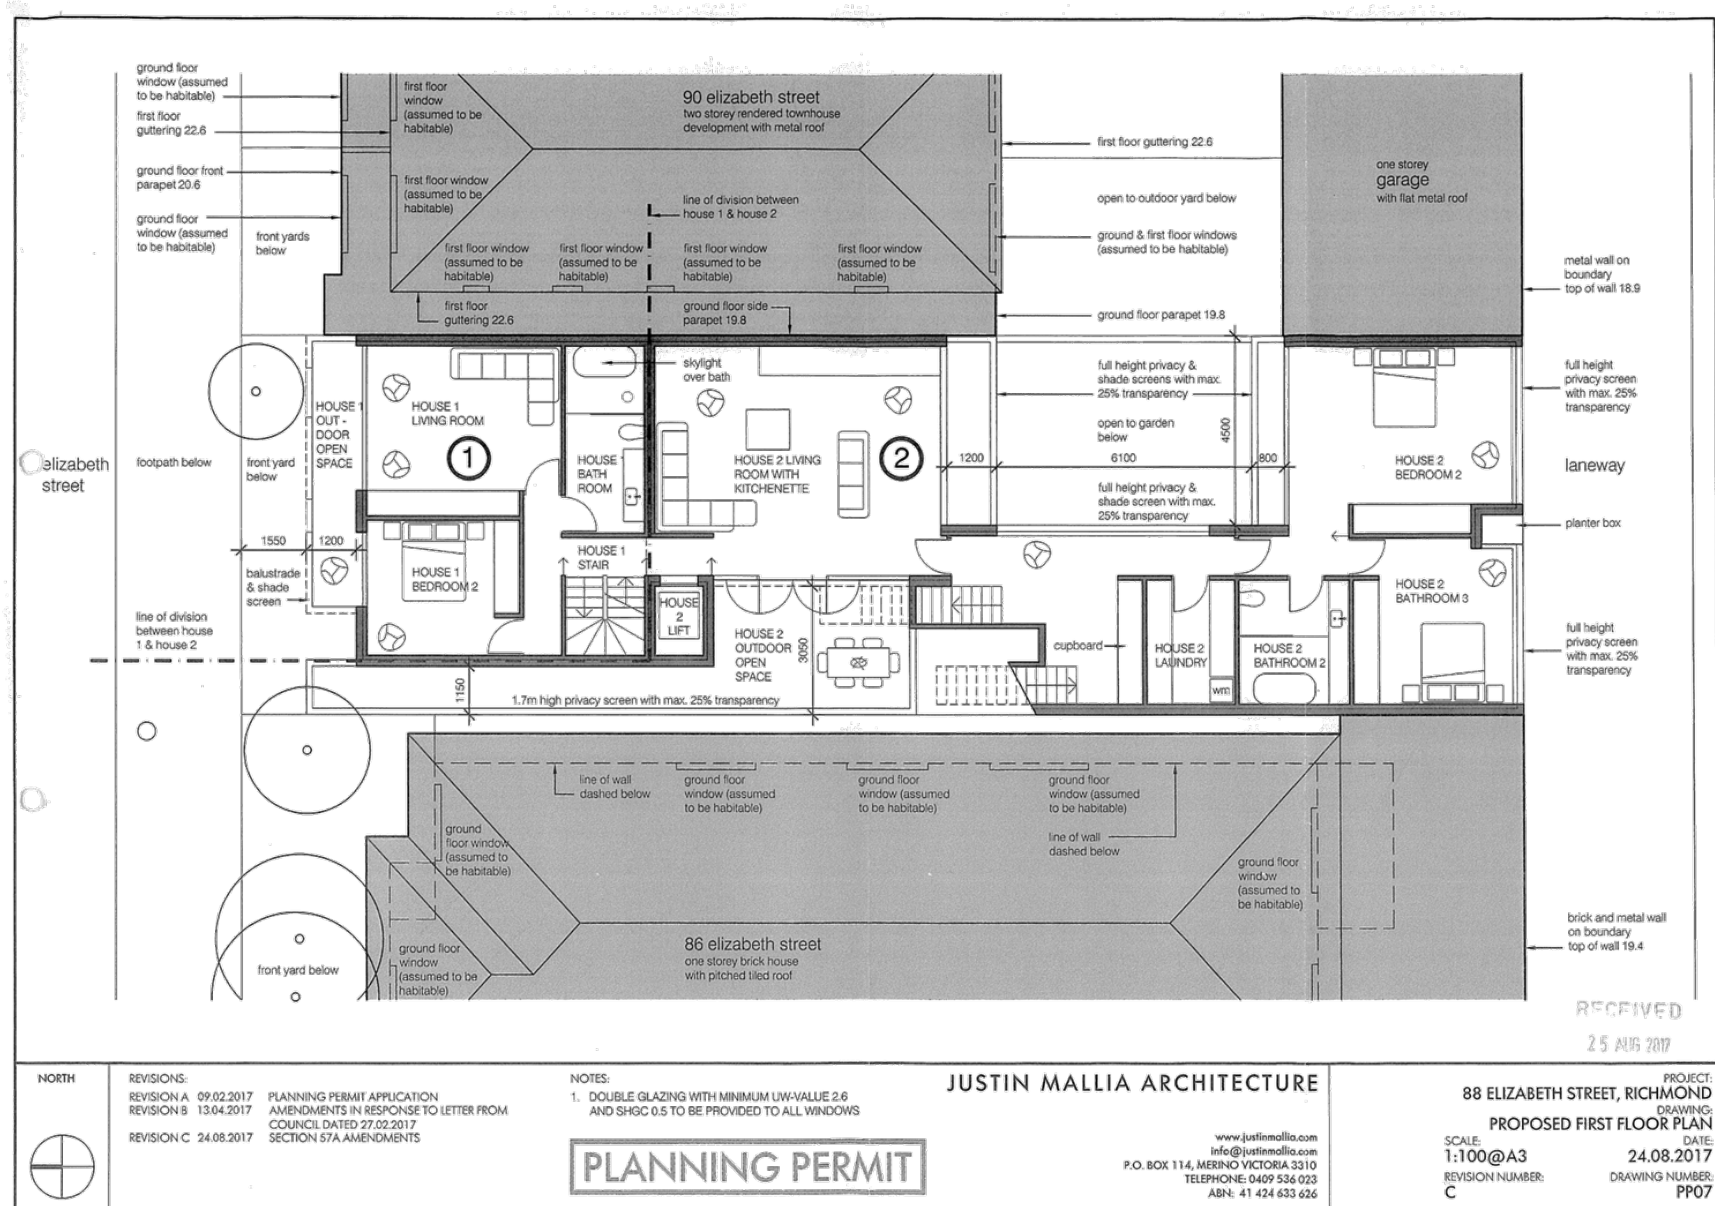 ground floor
window (assumed
to be habitable)
first floor
guttering 22.6
ground floor front
parapet 20.6
ground floor
window (assumed
to be habitable)
front yards
below
first floor
window
(assumed to be
habitable)
first floor window
(assumed to be
habitable)
90 elizabeth street
two storey rendered townhouse
development with metal roof
line of division between
house 1 & house 2
first floor window
(assumed to be
habitable)
first floor window
(assumed to be
habitable)
first floor window
(assumed to be
habitable)
first floor window
(assumed to be
habitable)
first floor
guttering 22.6
ground floor side
parapet 19.8
first floor guttering 22.6
open to outdoor yard below
ground & first floor windows
(assumed to be habitable)
ground floor parapet 19.8
one storey
garage
with flat metal roof
metal wall on
boundary
top of wall 18.9
elizabeth
street
footpath below
front yard
below
HOUSE 1
OUT -
DOOR
OPEN
SPACE
HOUSE 1
LIVING ROOM
1
skylight
over bath
HOUSE 1
BATH
ROOM
HOUSE 2 LIVING
ROOM WITH
KITCHENETTE
2
full height privacy &
shade screens with max.
25% transparency
open to garden
below
4500
1200
6100
800
full height privacy &
shade screen with max.
25% transparency
HOUSE 2
BEDROOM 2
full height
privacy screen
with max. 25%
transparency
laneway
planter box
1550
1200
balustrade
& shade
screen
line of division
between house
1 & house 2
HOUSE 1
BEDROOM 2
HOUSE 1
STAIR
HOUSE
2
LIFT
HOUSE 2
OUTDOOR
OPEN
SPACE
3050
1150
1.7m high privacy screen with max. 25% transparency
cupboard
HOUSE 2
LAUNDRY
wm
HOUSE 2
BATHROOM 2
HOUSE 2
BATHROOM 3
full height
privacy screen
with max. 25%
transparency
line of wall
dashed below
ground floor
window (assumed
to be habitable)
ground floor
window (assumed
to be habitable)
ground floor
window (assumed
to be habitable)
line of wall
dashed below
ground
floor window
(assumed to
be habitable)
ground floor
window
(assumed to
be habitable)
ground floor
window
(assumed to be
habitable)
front yard below
86 elizabeth street
one storey brick house
with pitched tiled roof
brick and metal wall
on boundary
top of wall 19.4
RECEIVED
25 AUG 2017
NORTH
REVISIONS:
REVISION A 09.02.2017 PLANNING PERMIT APPLICATION
REVISION B 13.04.2017 AMENDMENTS IN RESPONSE TO LETTER FROM
COUNCIL DATED 27.02.2017
REVISION C 24.08.2017 SECTION 57A AMENDMENTS
NOTES:
1. DOUBLE GLAZING WITH MINIMUM UW-VALUE 2.6
AND SHGC 0.5 TO BE PROVIDED TO ALL WINDOWS
PLANNING PERMIT
JUSTIN MALLIA ARCHITECTURE
www.justinmallia.com
info@justinmallia.com
P.O. BOX 114, MERINO VICTORIA 3310
TELEPHONE: 0409 536 023
ABN: 41 424 633 626
PROJECT:
88 ELIZABETH STREET, RICHMOND
DRAWING:
PROPOSED FIRST FLOOR PLAN
SCALE: DATE:
1:100@A3 24.08.2017
REVISION NUMBER: DRAWING NUMBER:
C PP07